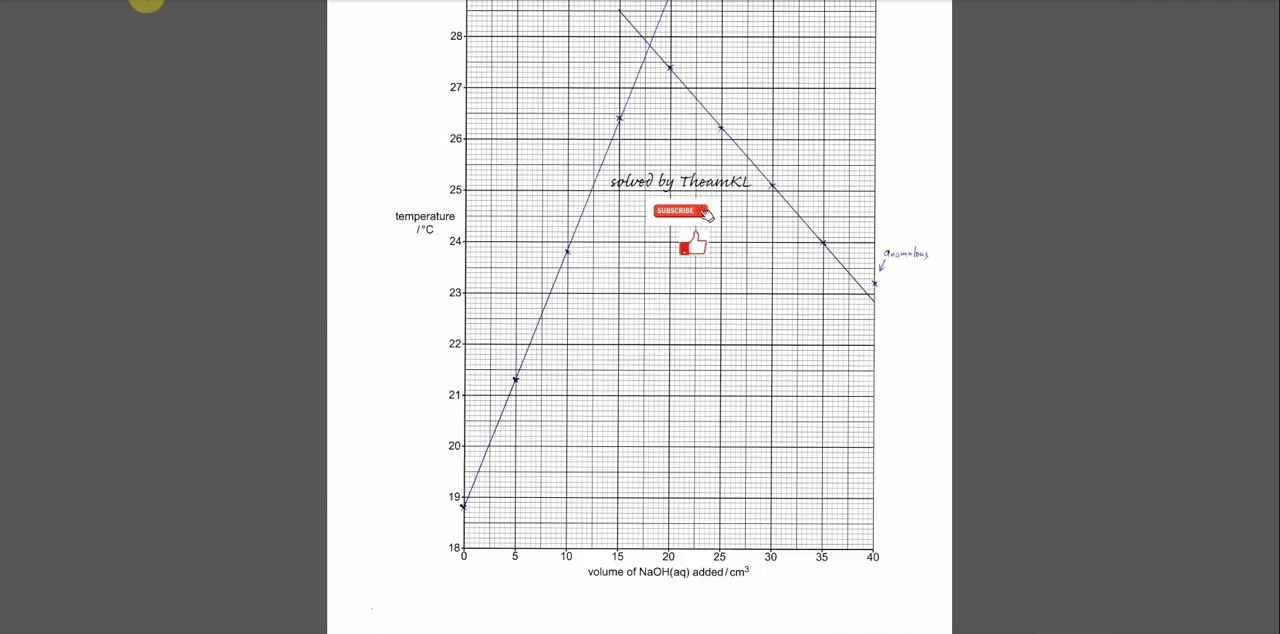 28
27
26
solved by TheamKL
25
SUBSCRIBE
temperature
/°C
24
anomalous
23
22
21
20
19
18
0 5 10 15 20 25 30 35 40
volume of NaOH(aq) added/cm³